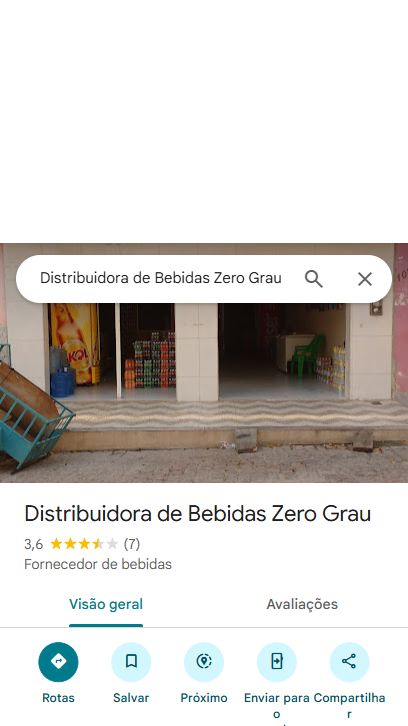 Distribuidora de Bebidas Zero Grau
KOL
Distribuidora de Bebidas Zero Grau
3,6 (7)
Fornecedor de bebidas
Visão geral Avaliações
Rotas Salvar Próximo Enviar para o Compartilhar